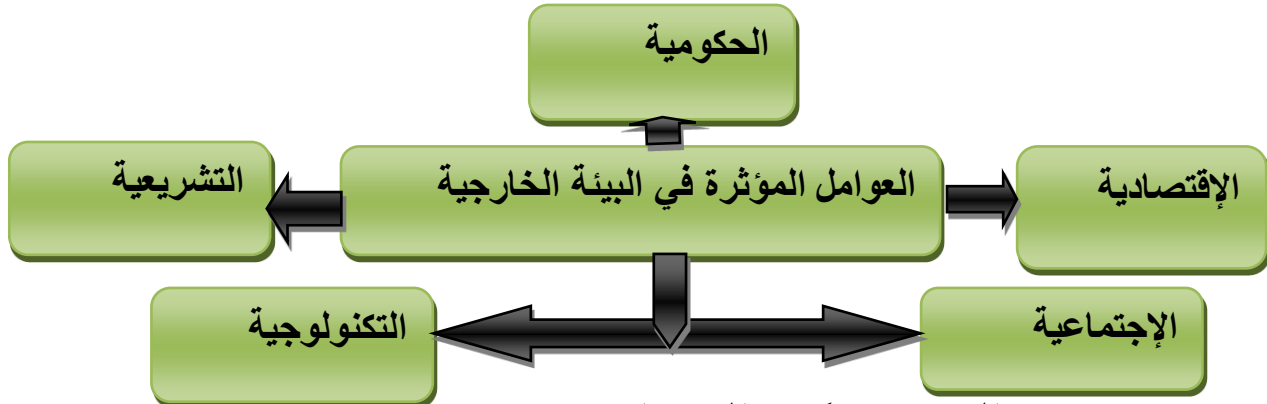 الحكومية
العوامل المؤثرة في البيئة الخارجية
الإقتصادية
التشريعية
الإجتماعية
التكنولوجية